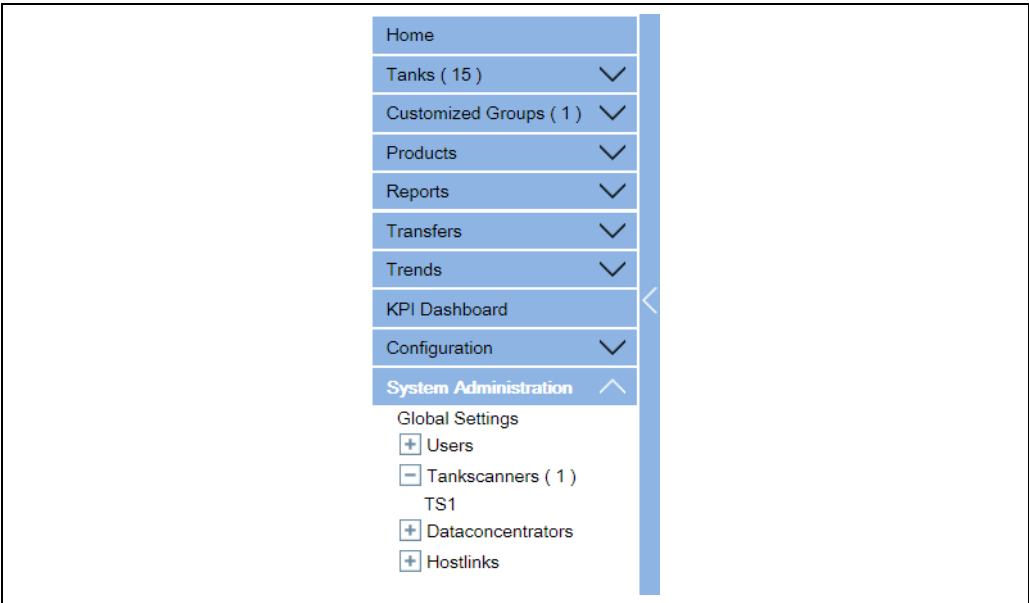 Home
Tanks ( 15 )
Customized Groups ( 1 )
Products
Reports
Transfers
Trends
KPI Dashboard
Configuration
System Administration
Global Settings
Users
Tankscanners ( 1 )
TS1
Dataconcentrators
Hostlinks